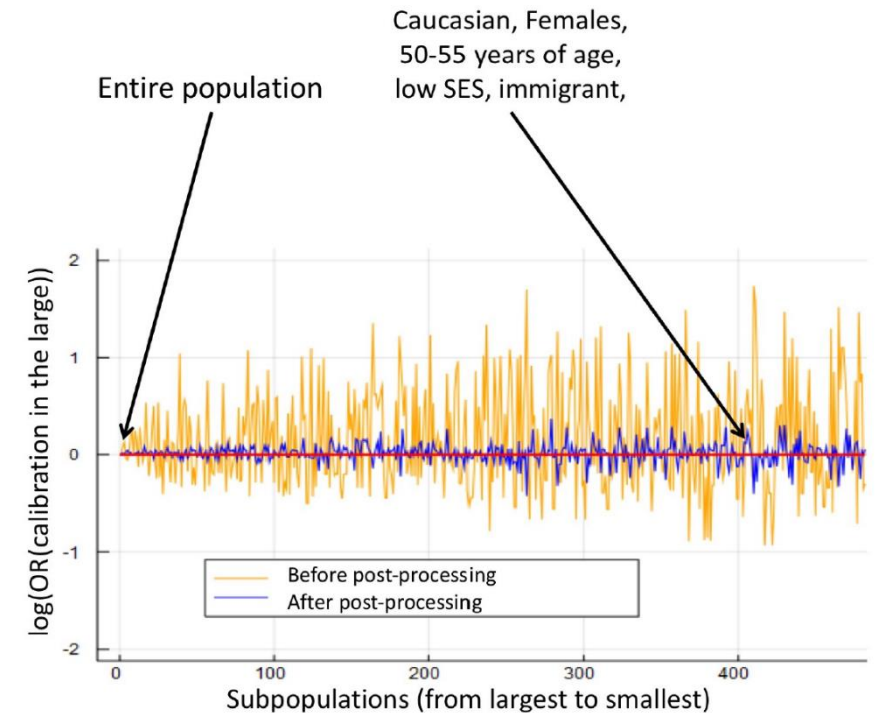 Caucasian, Females,
50-55 years of age,
low SES, immigrant,
Entire population
log(OR(calibration in the large))
2
1
0
-1
-2
Before post-processing
After post-processing
0 100 200 300 400
Subpopulations (from largest to smallest)